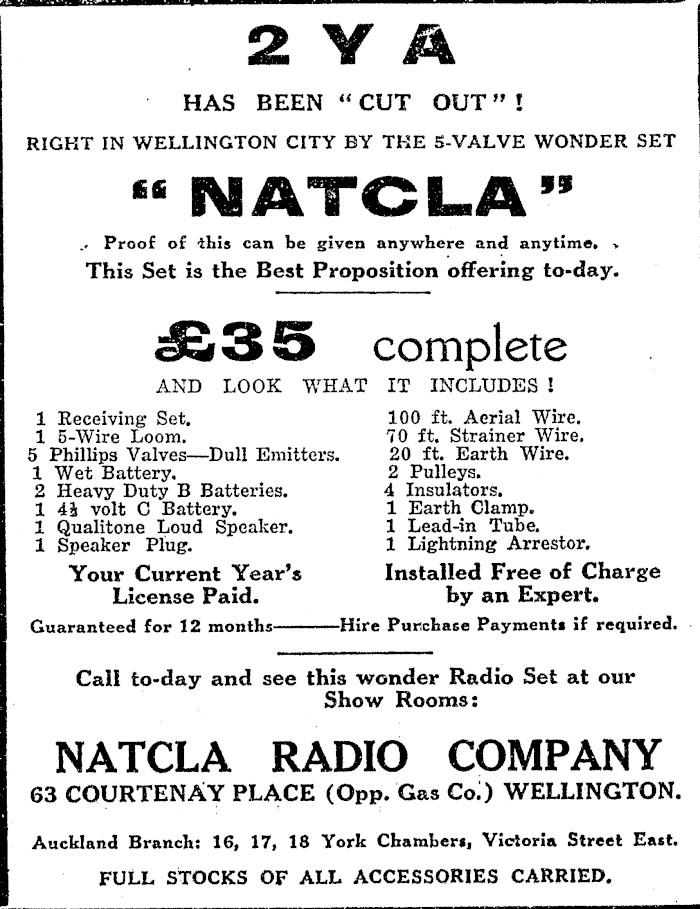 2 Y A
HAS BEEN "CUT OUT"!
RIGHT IN WELLINGTON CITY BY THE 5-VALVE WONDER SET
"NATCLA"
Proof of this can be given anywhere and anytime.
This Set is the Best Proposition offering to-day.
£35 complete
AND LOOK WHAT IT INCLUDES!
1 Receiving Set.
1 5-Wire Loom.
5 Phillips Valves—Dull Emitters.
1 Wet Battery.
2 Heavy Duty B Batteries.
1 4½ volt C Battery.
1 Qualitone Loud Speaker.
1 Speaker Plug.
Your Current Year's
License Paid.
100 ft. Aerial Wire.
70 ft. Strainer Wire.
20 ft. Earth Wire.
2 Pulleys.
4 Insulators.
1 Earth Clamp.
1 Lead-in Tube.
1 Lightning Arrestor.
Installed Free of Charge
by an Expert.
Guaranteed for 12 months———Hire Purchase Payments if required.
Call to-day and see this wonder Radio Set at our
Show Rooms:
NATCLA RADIO COMPANY
63 COURTENAY PLACE (Opp. Gas Co.) WELLINGTON.
Auckland Branch: 16, 17, 18 York Chambers, Victoria Street East.
FULL STOCKS OF ALL ACCESSORIES CARRIED.